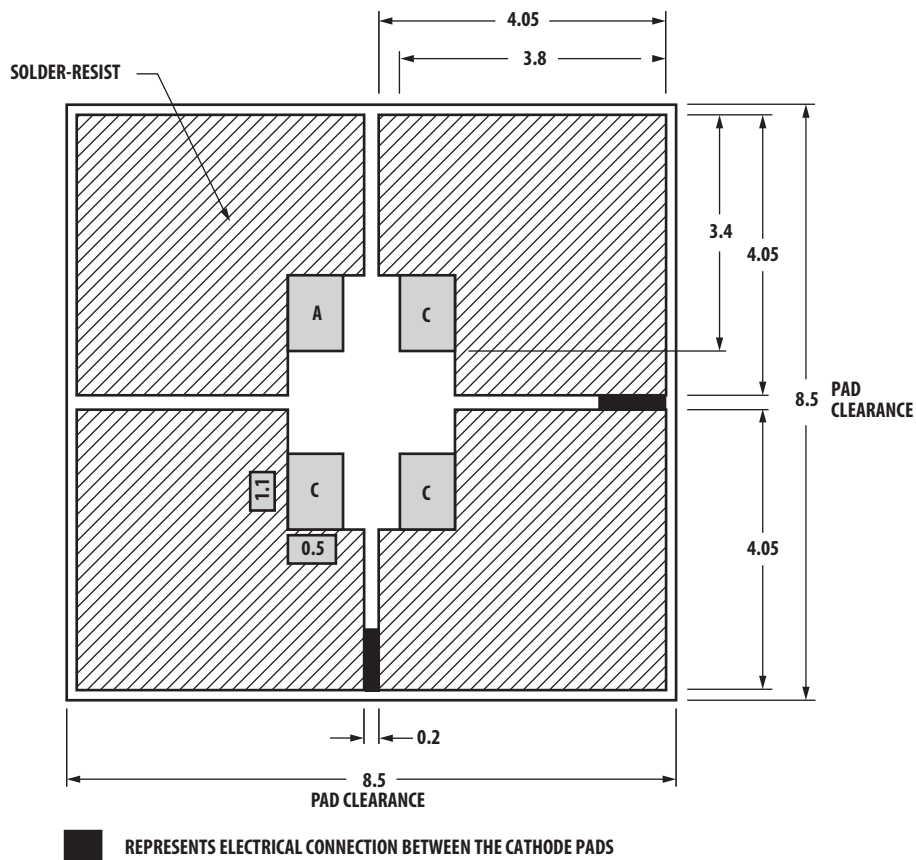 4.05
3.8
SOLDER-RESIST
3.4
4.05
A
C
8.5
PAD
CLEARANCE
1.1
C
C
0.5
4.05
0.2
8.5
PAD CLEARANCE
REPRESENTS ELECTRICAL CONNECTION BETWEEN THE CATHODE PADS